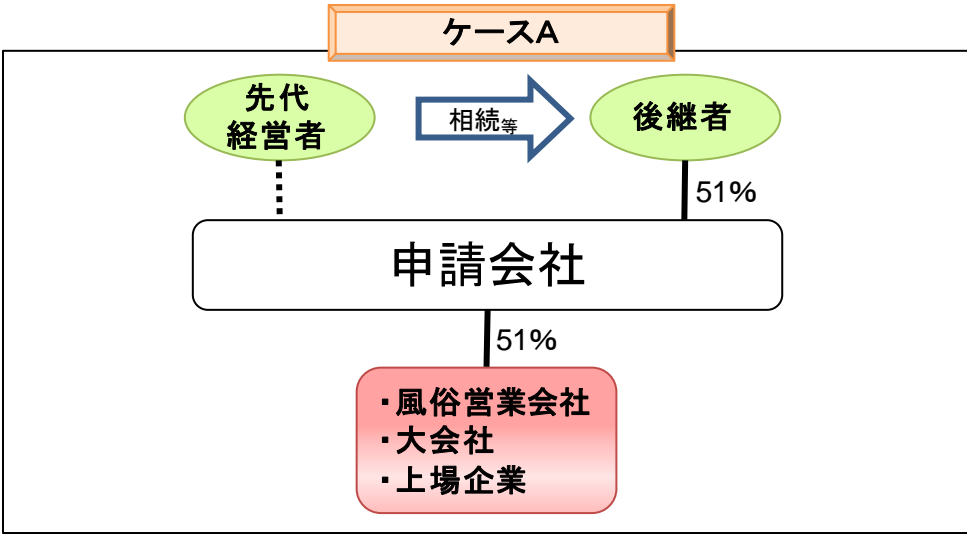 ケースA
先代
経営者
相続等
後継者
51%
申請会社
51%
・風俗営業会社
・大会社
・上場企業